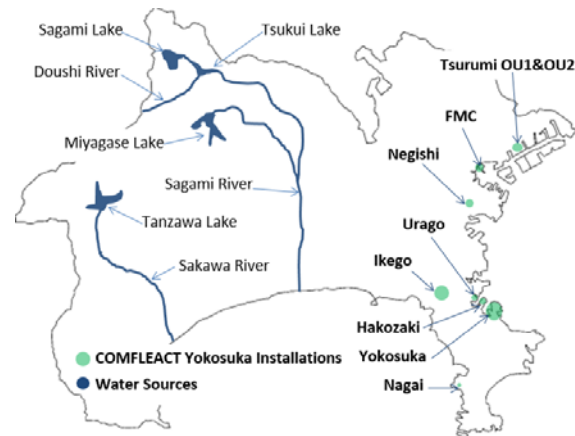 Sagami Lake
Tsukui Lake
Doushi River
Tsurumi OU1&OU2
FMC
Miyagase Lake
Negishi
Sagami River
Tanzawa Lake
Urago
Ikego
Sakawa River
Hakozaki
COMFLEACT Yokosuka Installations
Yokosuka
Water Sources
Nagai